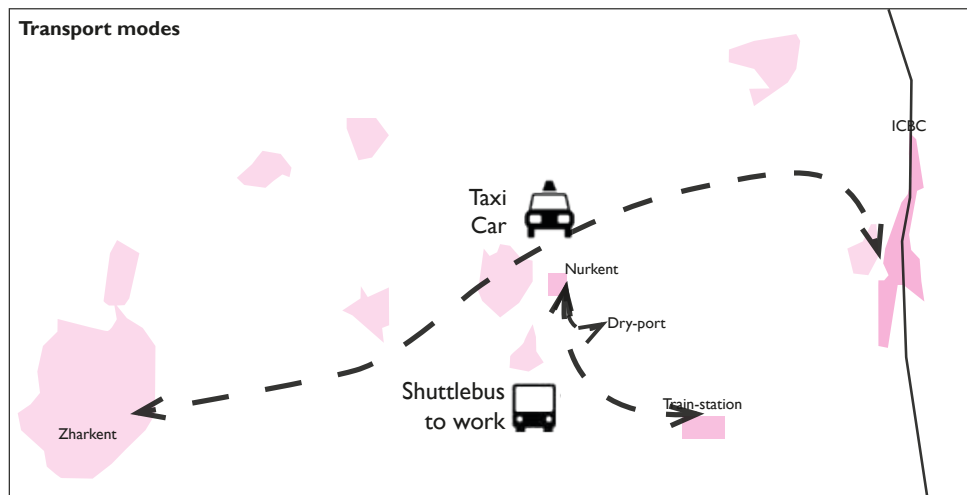 Transport modes
ICBC
Taxi
Car
Nurkent
Dry-port
Shuttlebus
to work
Train-station
Zharkent